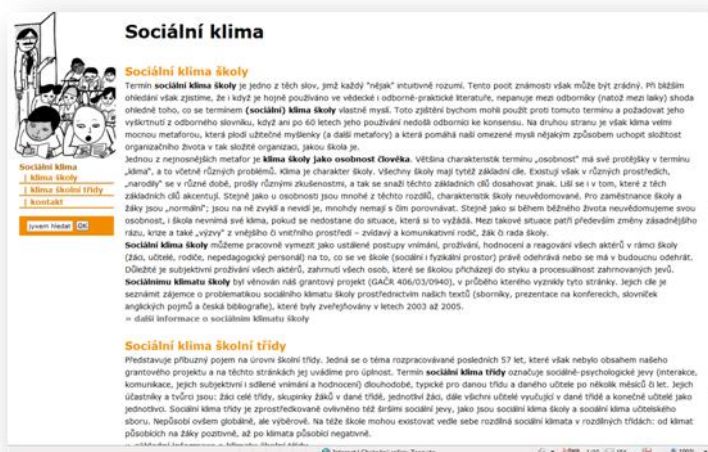 Sociální klima
Sociální klima školy
Termín sociální klima školy je jedno z těch slov, jimž každý "nějak" intuitivně rozumí. Tento pocit známosti však může být zrádný. Při bližším
ohledání však zjistíme, že i když je hojně používáno ve vědecké i odborně-praktické literatuře, nepanuje mezi odborníky (natož mezi laiky) shoda
ohledně toho, co se termínem (sociální) klima školy vlastně myslí. Toto zjištění bychom mohli použít proti tomuto termínu a požadovat jeho
vyškrtnutí z odborného slovníku, když ani po 60 letech jeho používání nedošli odborníci ke konsensu. Na druhou stranu je však klima velmi
mocnou metaforou, která plodí užitečné myšlenky (a další metafory) a která pomáhá naší omezené mysli nějakým způsobem uchopit složitost
organizačního života v tak složité organizaci, jakou škola je.
Jednou z nejnosnějších metafor je klima školy jako osobnost člověka. Většina charakteristik termínu „osobnost" má své protějšky v termínu
„klima", a to včetně různých problémů. Klima je charakter školy. Všechny školy mají tytéž základní cíle. Existují však v různých prostředích,
„narodily" se v různé době, prošly různými zkušenostmi, a tak se snaží těchto základních cílů dosahovat jinak. Liší se i v tom, které z těch
základních cílů akcentují. Stejně jako u osobnosti jsou mnohé z těchto rozdílů, charakteristik školy neuvědomované. Pro zaměstnance školy a
žáky jsou „normální"; jsou na ně zvyklí a nevidí je, mnohdy nemají s čím porovnávat. Stejně jako si během běžného života neuvědomujeme svou
osobnost, i škola nevnímá své klima, pokud se nedostane do situace, která si to vyžádá. Mezi takové situace patří především změny zásadnějšího
rázu, krize a také „výzvy" z vnějšího či vnitřního prostředí – zvídavý a komunikativní rodič, žák či rada školy.
Sociální klima školy můžeme pracovně vymezit jako ustálené postupy vnímání, prožívání, hodnocení a reagování všech aktérů v rámci školy
(žáci, učitelé, rodiče, nepedagogický personál) na to, co se ve škole (sociální i fyzikální prostor) právě odehrává nebo se má v budoucnu odehrát.
Důležité je subjektivní prožívání všech aktérů, zahrnutí všech osob, které se školou přicházejí do styku a procesuálnost zahrnovaných jevů.
Sociálnímu klimatu školy byl věnován náš grantový projekt (GAČR 406/03/0940), v průběho kterého vyznikly tyto stránky. Jejich cíle je
seznámit zájemce o problematikou sociálního klimatu školy prostřednictvím našich textů (sborníky, prezentace na konferecích, slovníček
anglických pojmů a česká bibliografie), které byly zveřejňovány v letech 2003 až 2005.
» další informace o sociálním klimatu školy
Sociální klima školní třídy
Představuje příbuzný pojem na úrovni školní třídy. Jedná se o téma rozpracovávané posledních 57 let, které však nebylo obsahem našeho
grantového projektu a na těchto stránkách jej uvádíme pro úplnost. Termín sociální klima třídy označuje sociálně-psychologické jevy (interakce,
komunikace, jejich subjektivní i sdílené vnímání a hodnocení) dlouhodobé, typické pro danou třídu a daného učitele po několik měsíců či let. Jejich
účastníky a tvůrci jsou: žáci celé třídy, skupinky žáků v dané třídě, jednotliví žáci, dále všichni učitelé vyučující v dané třídě a konečně učitel jako
jednotlivci. Sociální klima třídy je zprostředkovaně ovlivněno též širšími sociální jevy, jako jsou sociální klima školy a sociální klima učitelského
sboru. Nepůsobí ovšem globálně, ale výběrově. Na téže škole mohou existovat vedle sebe rozdílná sociální klimata v rozdílných třídách: od klimat
působících na žáky pozitivně, až po klimata působící negativně.
Sociální klima
| klima školy
| klima školní třídy
| kontakt
jyxem hledat OK
100%